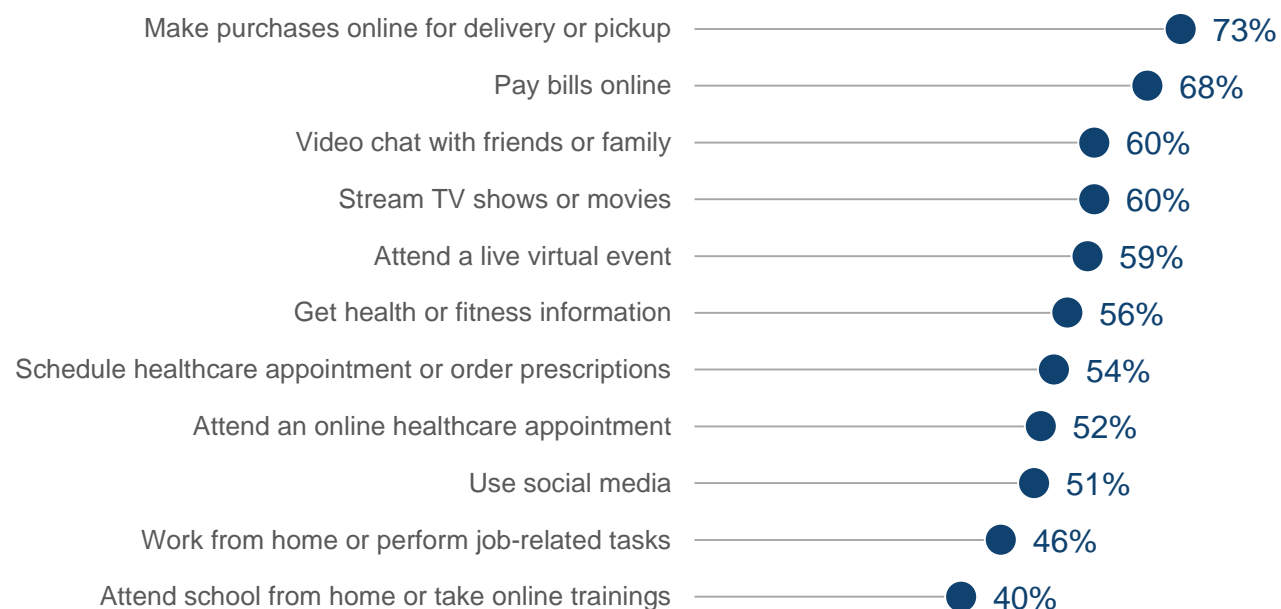 Make purchases online for delivery or pickup 73%
Pay bills online 68%
Video chat with friends or family 60%
Stream TV shows or movies 60%
Attend a live virtual event 59%
Get health or fitness information 56%
Schedule healthcare appointment or order prescriptions 54%
Attend an online healthcare appointment 52%
Use social media 51%
Work from home or perform job-related tasks 46%
Attend school from home or take online trainings 40%